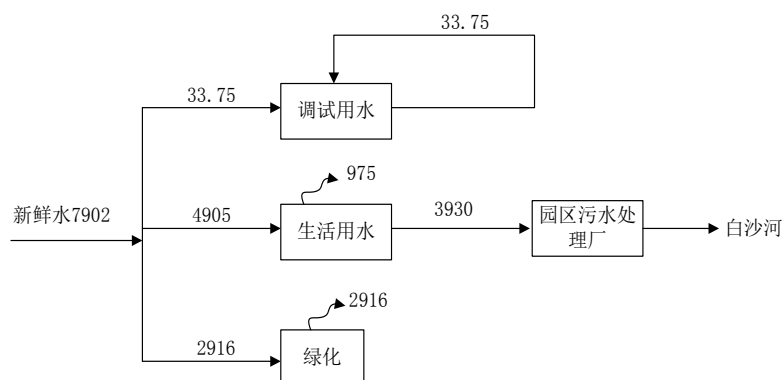 33.75
33.75
调试用水
975
新鲜水7902
4905
生活用水
3930
园区污水处
理厂
白沙河
2916
2916
绿化